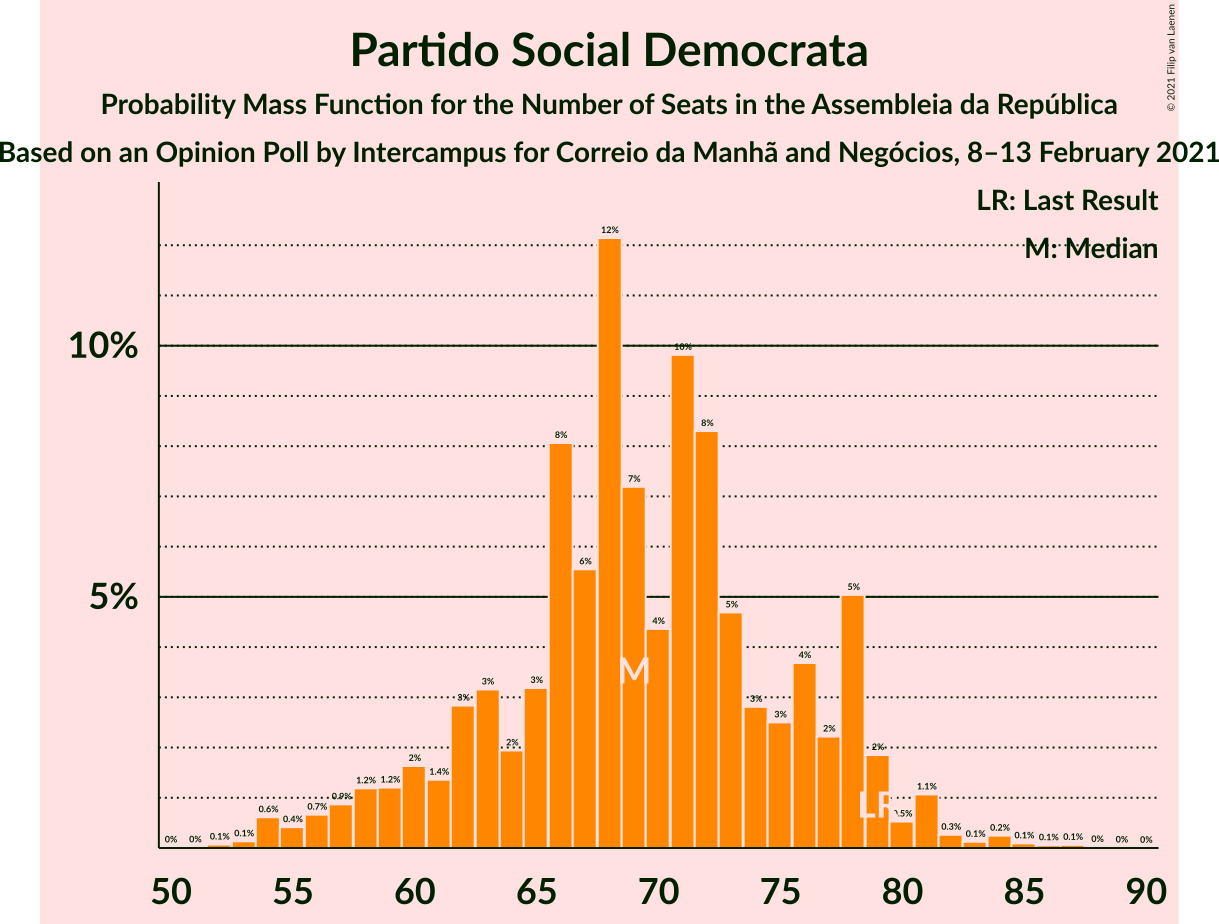 Partido Social Democrata
Probability Mass Function for the Number of Seats in the Assembleia da República
Based on an Opinion Poll by Intercampus for Correio da Manhã and Negócios, 8–13 February 2021
© 2021 Filip van Laenen
LR: Last Result
M: Median
10%
5%
0% 0% 0.1% 0.1% 0.6% 0.4% 0.7% 0.9% 1.2% 1.2% 2% 1.4% 3% 3% 2% 3% 8% 6% 12% 7% 4% 10% 8% 5% 3% 3% 4% 2% 5% 2% 0.5% 1.1% 0.3% 0.1% 0.2% 0.1% 0.1% 0.1% 0% 0% 0%
M
LR
50 55 60 65 70 75 80 85 90